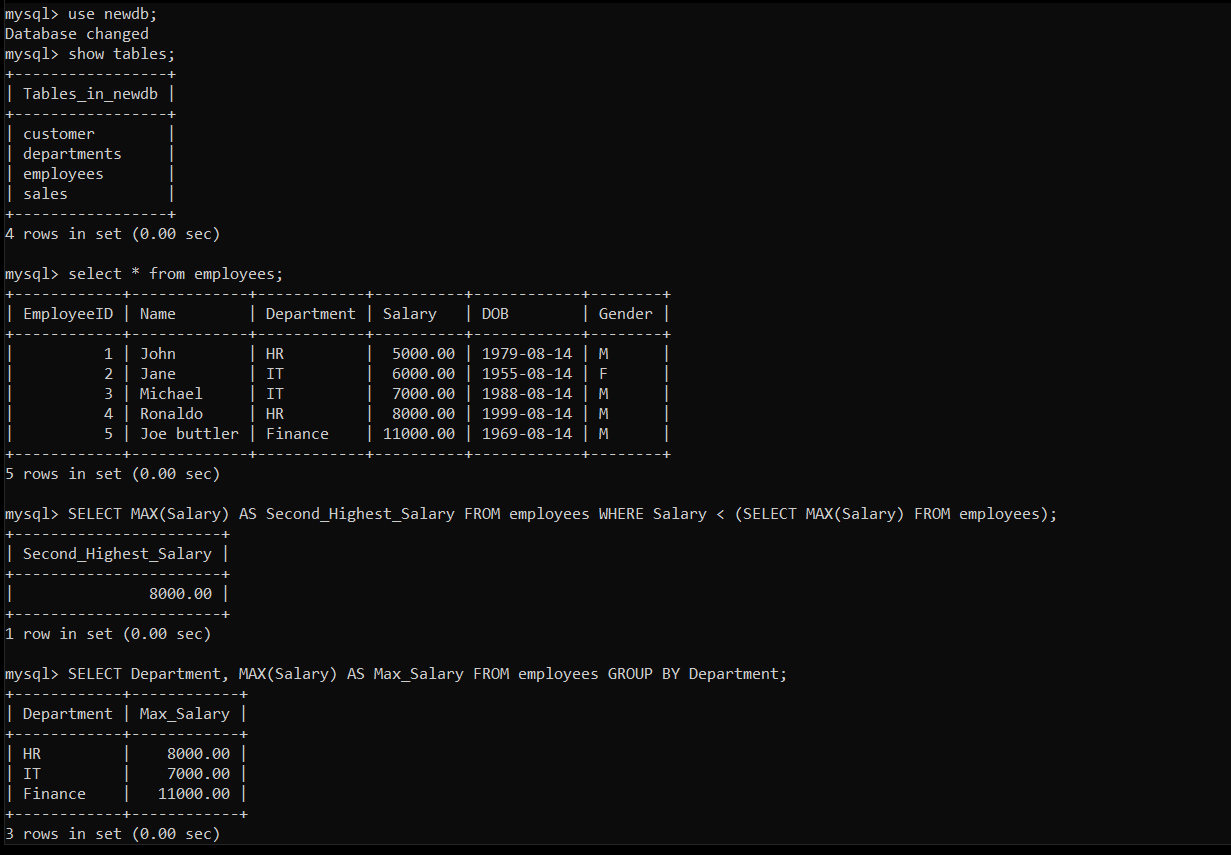 mysql> use newdb;
Database changed
mysql> show tables;
+-----------------+
| Tables_in_newdb |
+-----------------+
| customer        |
| departments     |
| employees       |
| sales           |
+-----------------+
4 rows in set (0.00 sec)

mysql> select * from employees;
+------------+-------------+------------+----------+------------+--------+
| EmployeeID | Name        | Department | Salary   | DOB        | Gender |
+------------+-------------+------------+----------+------------+--------+
|          1 | John        | HR         |  5000.00 | 1979-08-14 | M      |
|          2 | Jane        | IT         |  6000.00 | 1955-08-14 | F      |
|          3 | Michael     | IT         |  7000.00 | 1988-08-14 | M      |
|          4 | Ronaldo     | HR         |  8000.00 | 1999-08-14 | M      |
|          5 | Joe buttler | Finance    | 11000.00 | 1969-08-14 | M      |
+------------+-------------+------------+----------+------------+--------+
5 rows in set (0.00 sec)

mysql> SELECT MAX(Salary) AS Second_Highest_Salary FROM employees WHERE Salary < (SELECT MAX(Salary) FROM employees);
+-----------------------+
| Second_Highest_Salary |
+-----------------------+
|               8000.00 |
+-----------------------+
1 row in set (0.00 sec)

mysql> SELECT Department, MAX(Salary) AS Max_Salary FROM employees GROUP BY Department;
+------------+------------+
| Department | Max_Salary |
+------------+------------+
| HR         |    8000.00 |
| IT         |    7000.00 |
| Finance    |   11000.00 |
+------------+------------+
3 rows in set (0.00 sec)